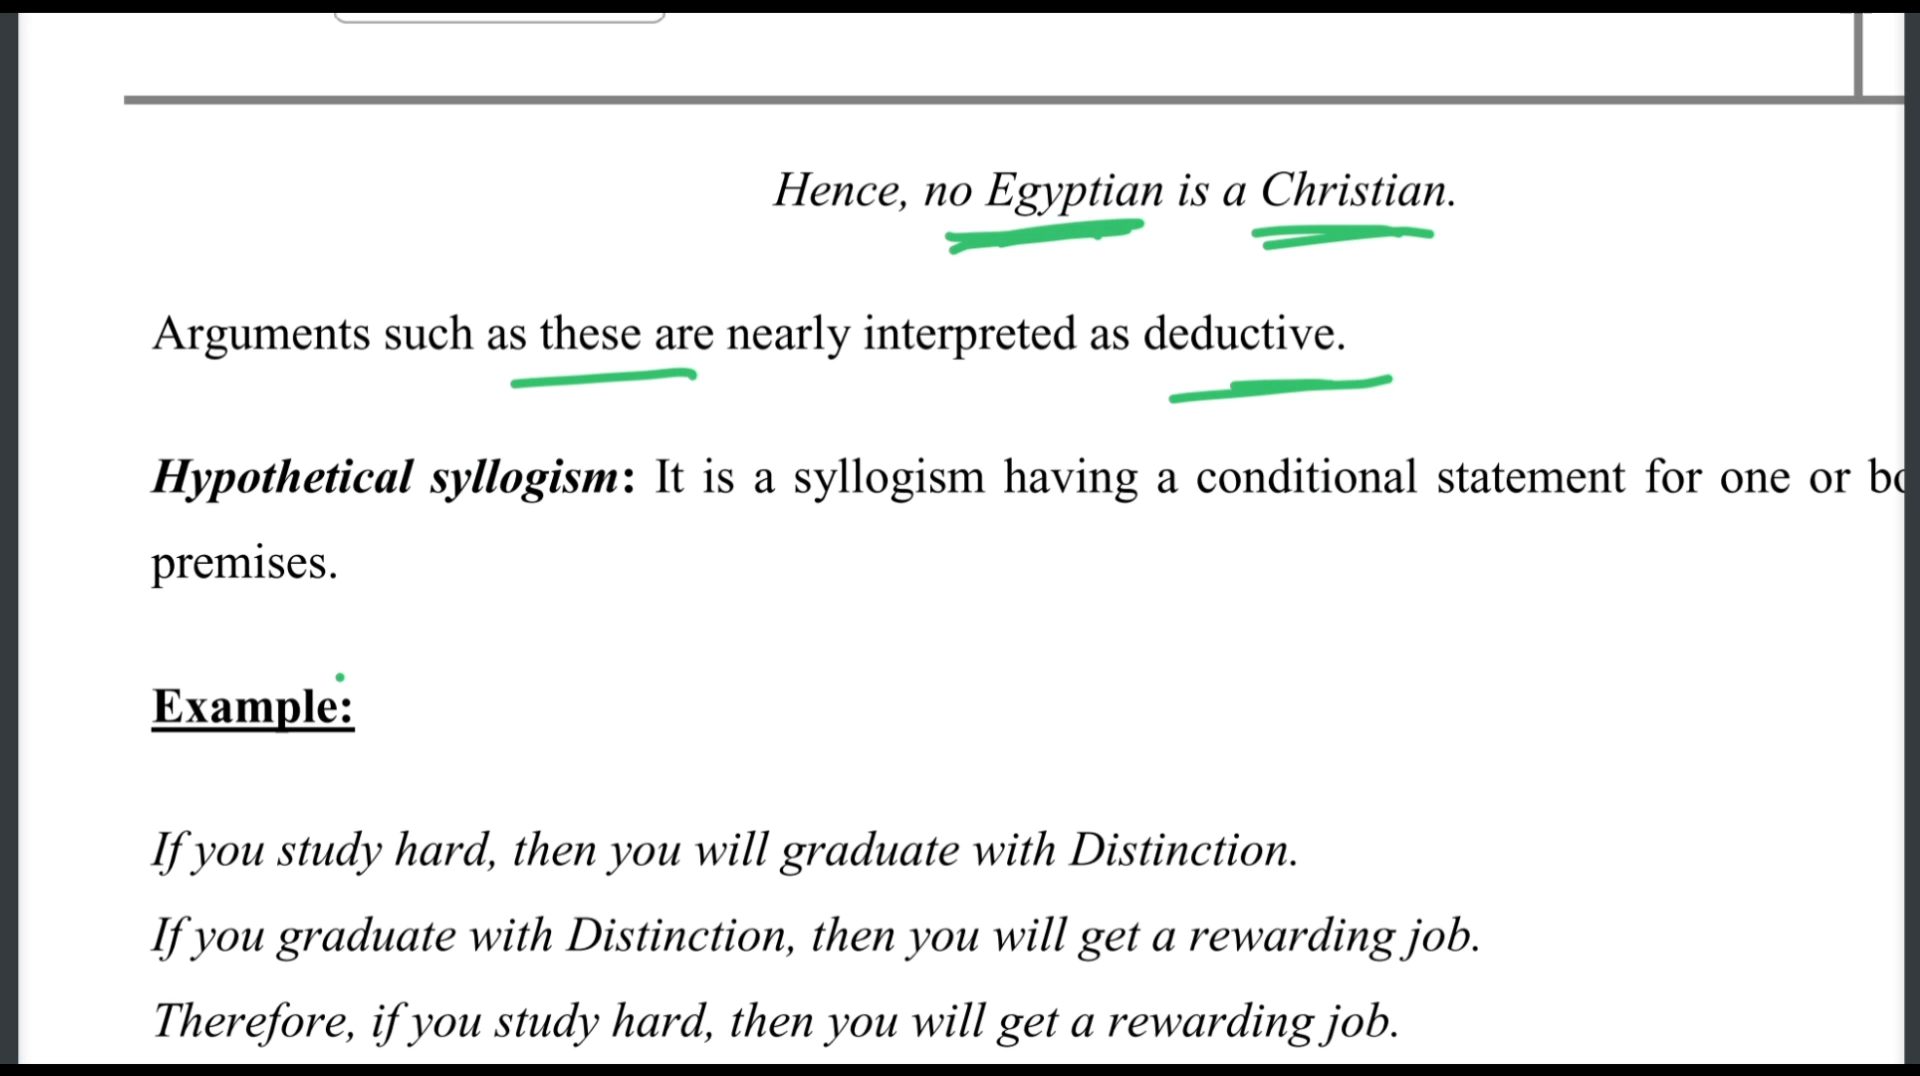 Hence, no Egyptian is a Christian.
Arguments such as these are nearly interpreted as deductive.
Hypothetical syllogism: It is a syllogism having a conditional statement for one or
premises.
Example:
If you study hard, then you will graduate with Distinction.
If you graduate with Distinction, then you will get a rewarding job.
Therefore, if you study hard, then you will get a rewarding job.